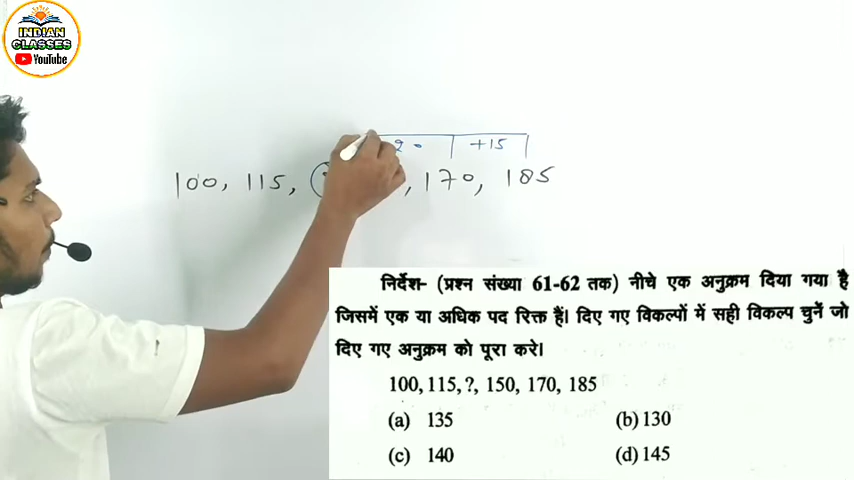 INDIAN
CLASSES
YouTube
+15
100, 115, , 170, 185
निर्देश- (प्रश्न संख्या 61-62 तक) नीचे एक अनुक्रम दिया गया है
जिसमें एक या अधिक पद रिक्त हैं। दिए गए विकल्पों में सही विकल्प चुनें जो
दिए गए अनुक्रम को पूरा करे।
100, 115, ?, 150, 170, 185
(a) 135 (b) 130
(c) 140 (d) 145